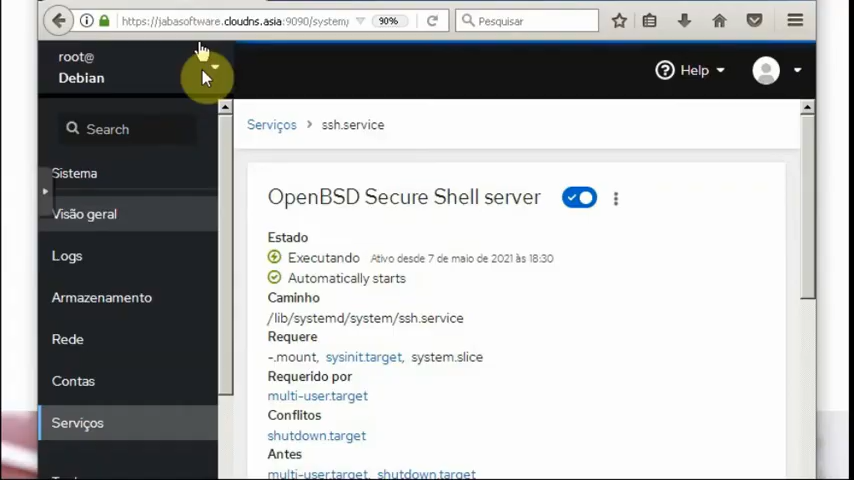 https://jabasoftware.cloudns.asia:9090/system/
90%
Pesquisar
root@
Debian
Help
Search
Serviços > ssh.service
Sistema
OpenBSD Secure Shell server
Visão geral
Estado
Executando Ativo desde 7 de maio de 2021 às 18:30
Logs
Automatically starts
Armazenamento
Caminho
/lib/systemd/system/ssh.service
Rede
Requere
-.mount, sysinit.target, system.slice
Contas
Requerido por
multi-user.target
Serviços
Conflitos
shutdown.target
Antes
multi-user.target, shutdown.target